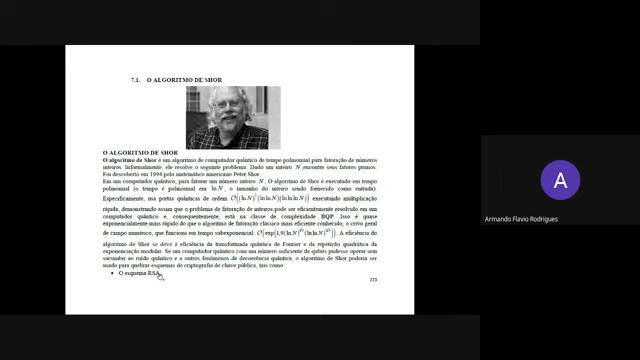 7.1. O ALGORITMO DE SHOR
O ALGORITMO DE SHOR
O algoritmo de Shor é um algoritmo de computador quântico de tempo polinomial para fatoração de números
inteiros. Informalmente, ele resolve o seguinte problema: Dado um inteiro N, encontre seus fatores primos.
Foi descoberto em 1994 pelo matemático americano Peter Shor.
Em um computador quântico, para fatorar um número inteiro N, O algoritmo de Shor é executado em tempo
polinomial (o tempo é polinomial em ln N, o tamanho do inteiro sendo fornecido como entrada).
Especificamente, usa portas quânticas de ordem O((ln N)²(ln ln N)(ln ln ln N)) executando multiplicação
rápida, demonstrando assim que o problema de fatoração de inteiros pode ser eficientemente resolvido em um
computador quântico e, consequentemente, está na classe de complexidade BQP. Isso é quase
exponencialmente mais rápido do que o algoritmo de fatoração clássico mais eficiente conhecido, o crivo geral
de campo numérico, que funciona em tempo subexponencial: O(exp(1,9(ln N)^1/3(ln ln N)^2/3)). A eficiência do
algoritmo de Shor se deve à eficiência da transformada quântica de Fourier e da repetição quadrática da
exponenciação modular. Se um computador quântico com um número suficiente de qubits pudesse operar sem
sucumbar ao ruído quântico e a outros fenômenos de decoerência quântica, o algoritmo de Shor poderia ser
usado para quebrar esquemas de criptografia de chave pública, tais como
• O esquema RSA
223
A
Armando Flavio Rodrigues